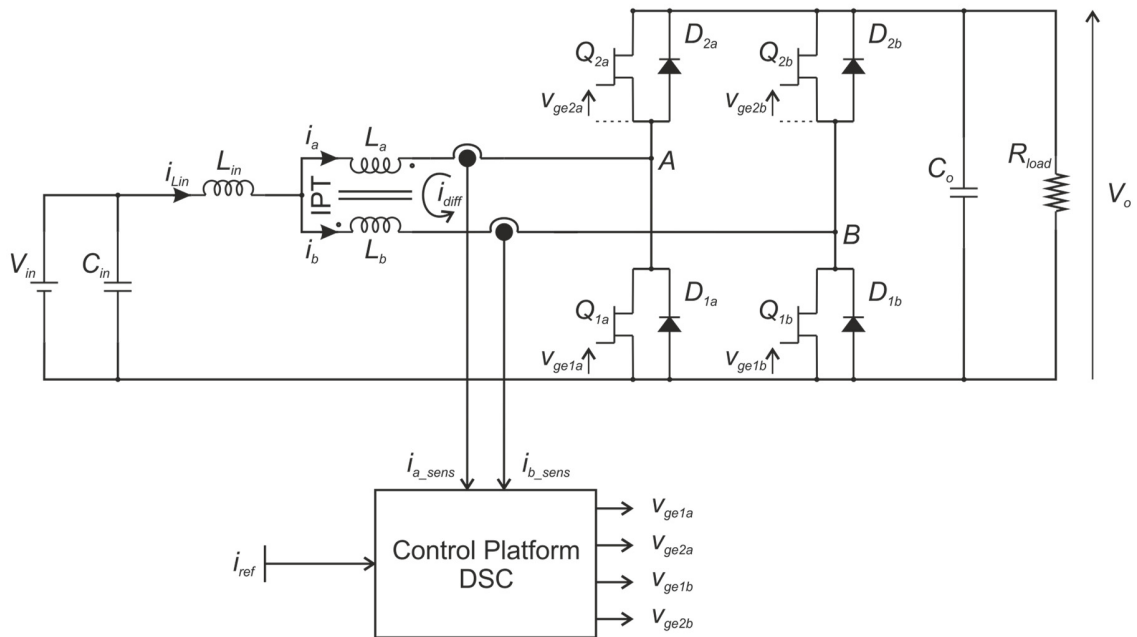 D2a
D2b
Q2a
Q2b
vge2a
vge2b
ia
La
Lin
iLin
A
IPT
idiff
Co
Rload
Vo
ib
Lb
B
Vin
Cin
Q1a
D1a
Q1b
D1b
vge1a
vge1b
ia_sens
ib_sens
vge1a
Control Platform
DSC
vge2a
iref
vge1b
vge2b